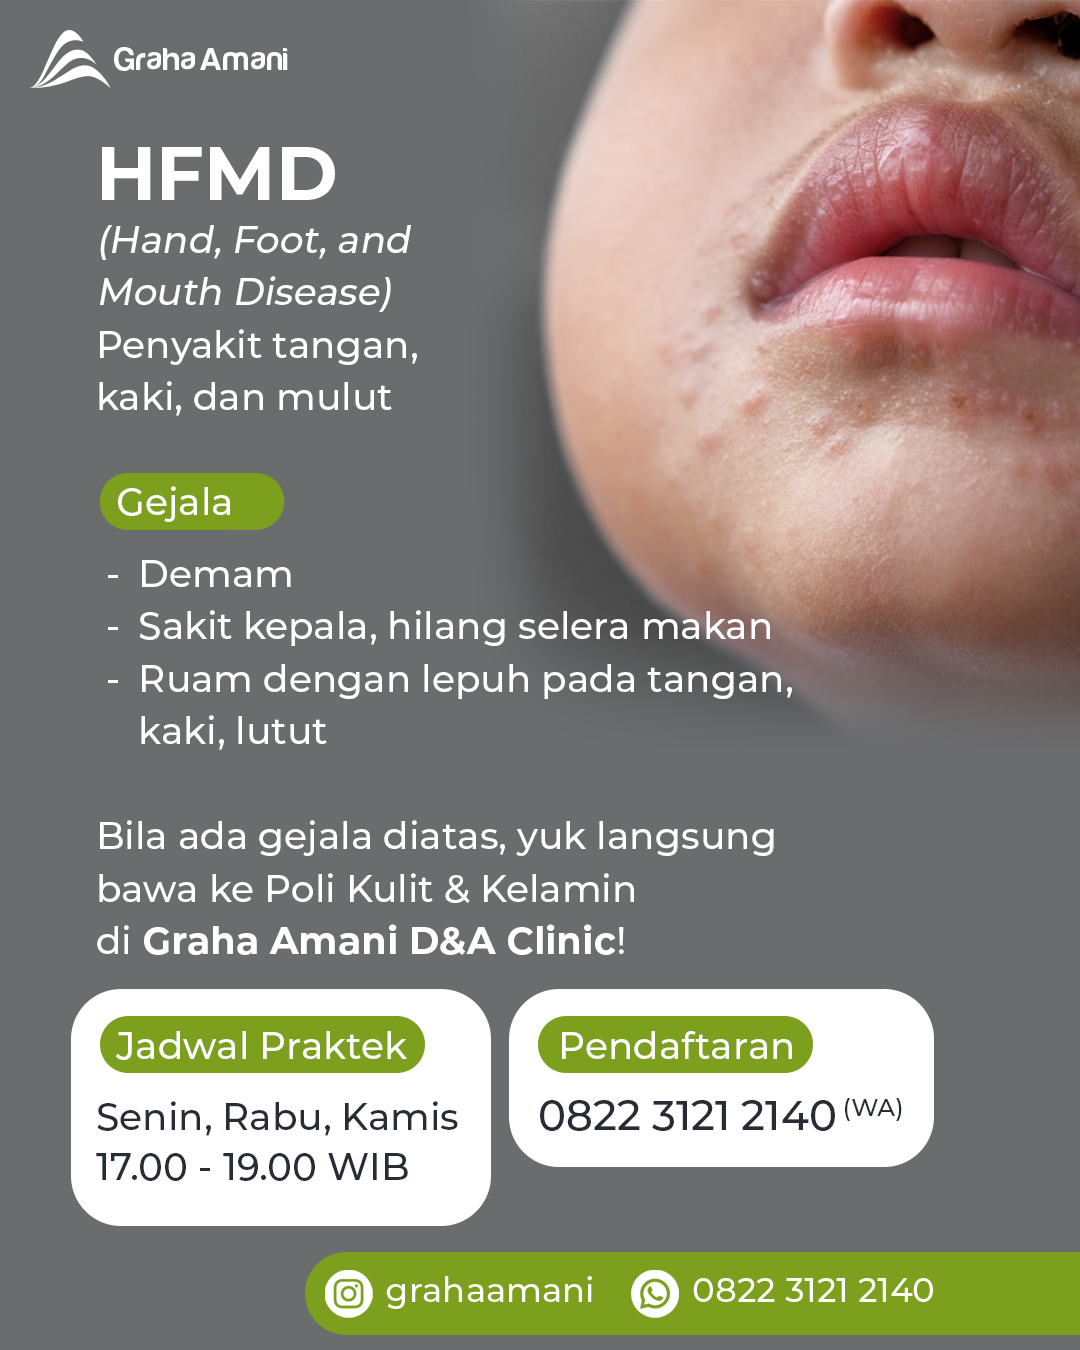 Graha Amani
HFMD
(Hand, Foot, and
Mouth Disease)
Penyakit tangan,
kaki, dan mulut
Gejala
- Demam
- Sakit kepala, hilang selera makan
- Ruam dengan lepuh pada tangan,
kaki, lutut
Bila ada gejala diatas, yuk langsung
bawa ke Poli Kulit & Kelamin
di Graha Amani D&A Clinic!
Jadwal Praktek
Senin, Rabu, Kamis
17.00 - 19.00 WIB
Pendaftaran
0822 3121 2140 (WA)
grahaamani
0822 3121 2140